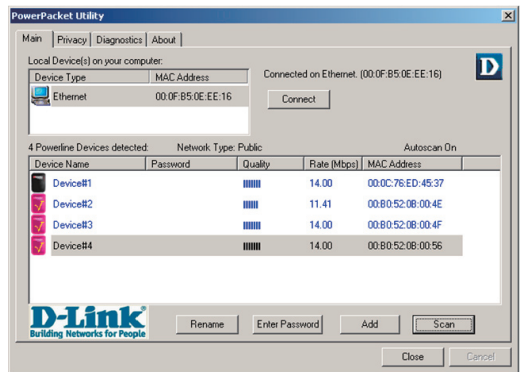 PowerPacket Utility
Main Privacy Diagnostics About
Local Device(s) on your computer:
Device Type MAC Address
Ethernet 00:0F:B5:0E:EE:16
Connected on Ethernet. (00:0F:B5:0E:EE:16)
Connect
4 Powerline Devices detected: Network Type: Public Autoscan On
Device Name Password Quality Rate (Mbps) MAC Address
Device#1 14.00 00:0C:76:ED:45:37
Device#2 11.41 00:B0:52:0B:00:4E
Device#3 14.00 00:B0:52:0B:00:4F
Device#4 14.00 00:B0:52:0B:00:56
D-Link®
Building Networks for People
Rename Enter Password Add Scan
Close Cancel